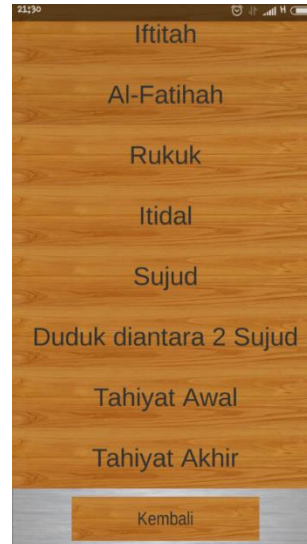 21:30
H
Iftitah
Al-Fatihah
Rukuk
Itidal
Sujud
Duduk diantara 2 Sujud
Tahiyat Awal
Tahiyat Akhir
Kembali